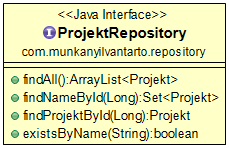 <<Java Interface>>
ProjektRepository
com.munkanyilvantarto.repository
findAll():ArrayList<Projekt>
findNameById(Long):Set<Projekt>
findProjektById(Long):Projekt
existsByName(String):boolean